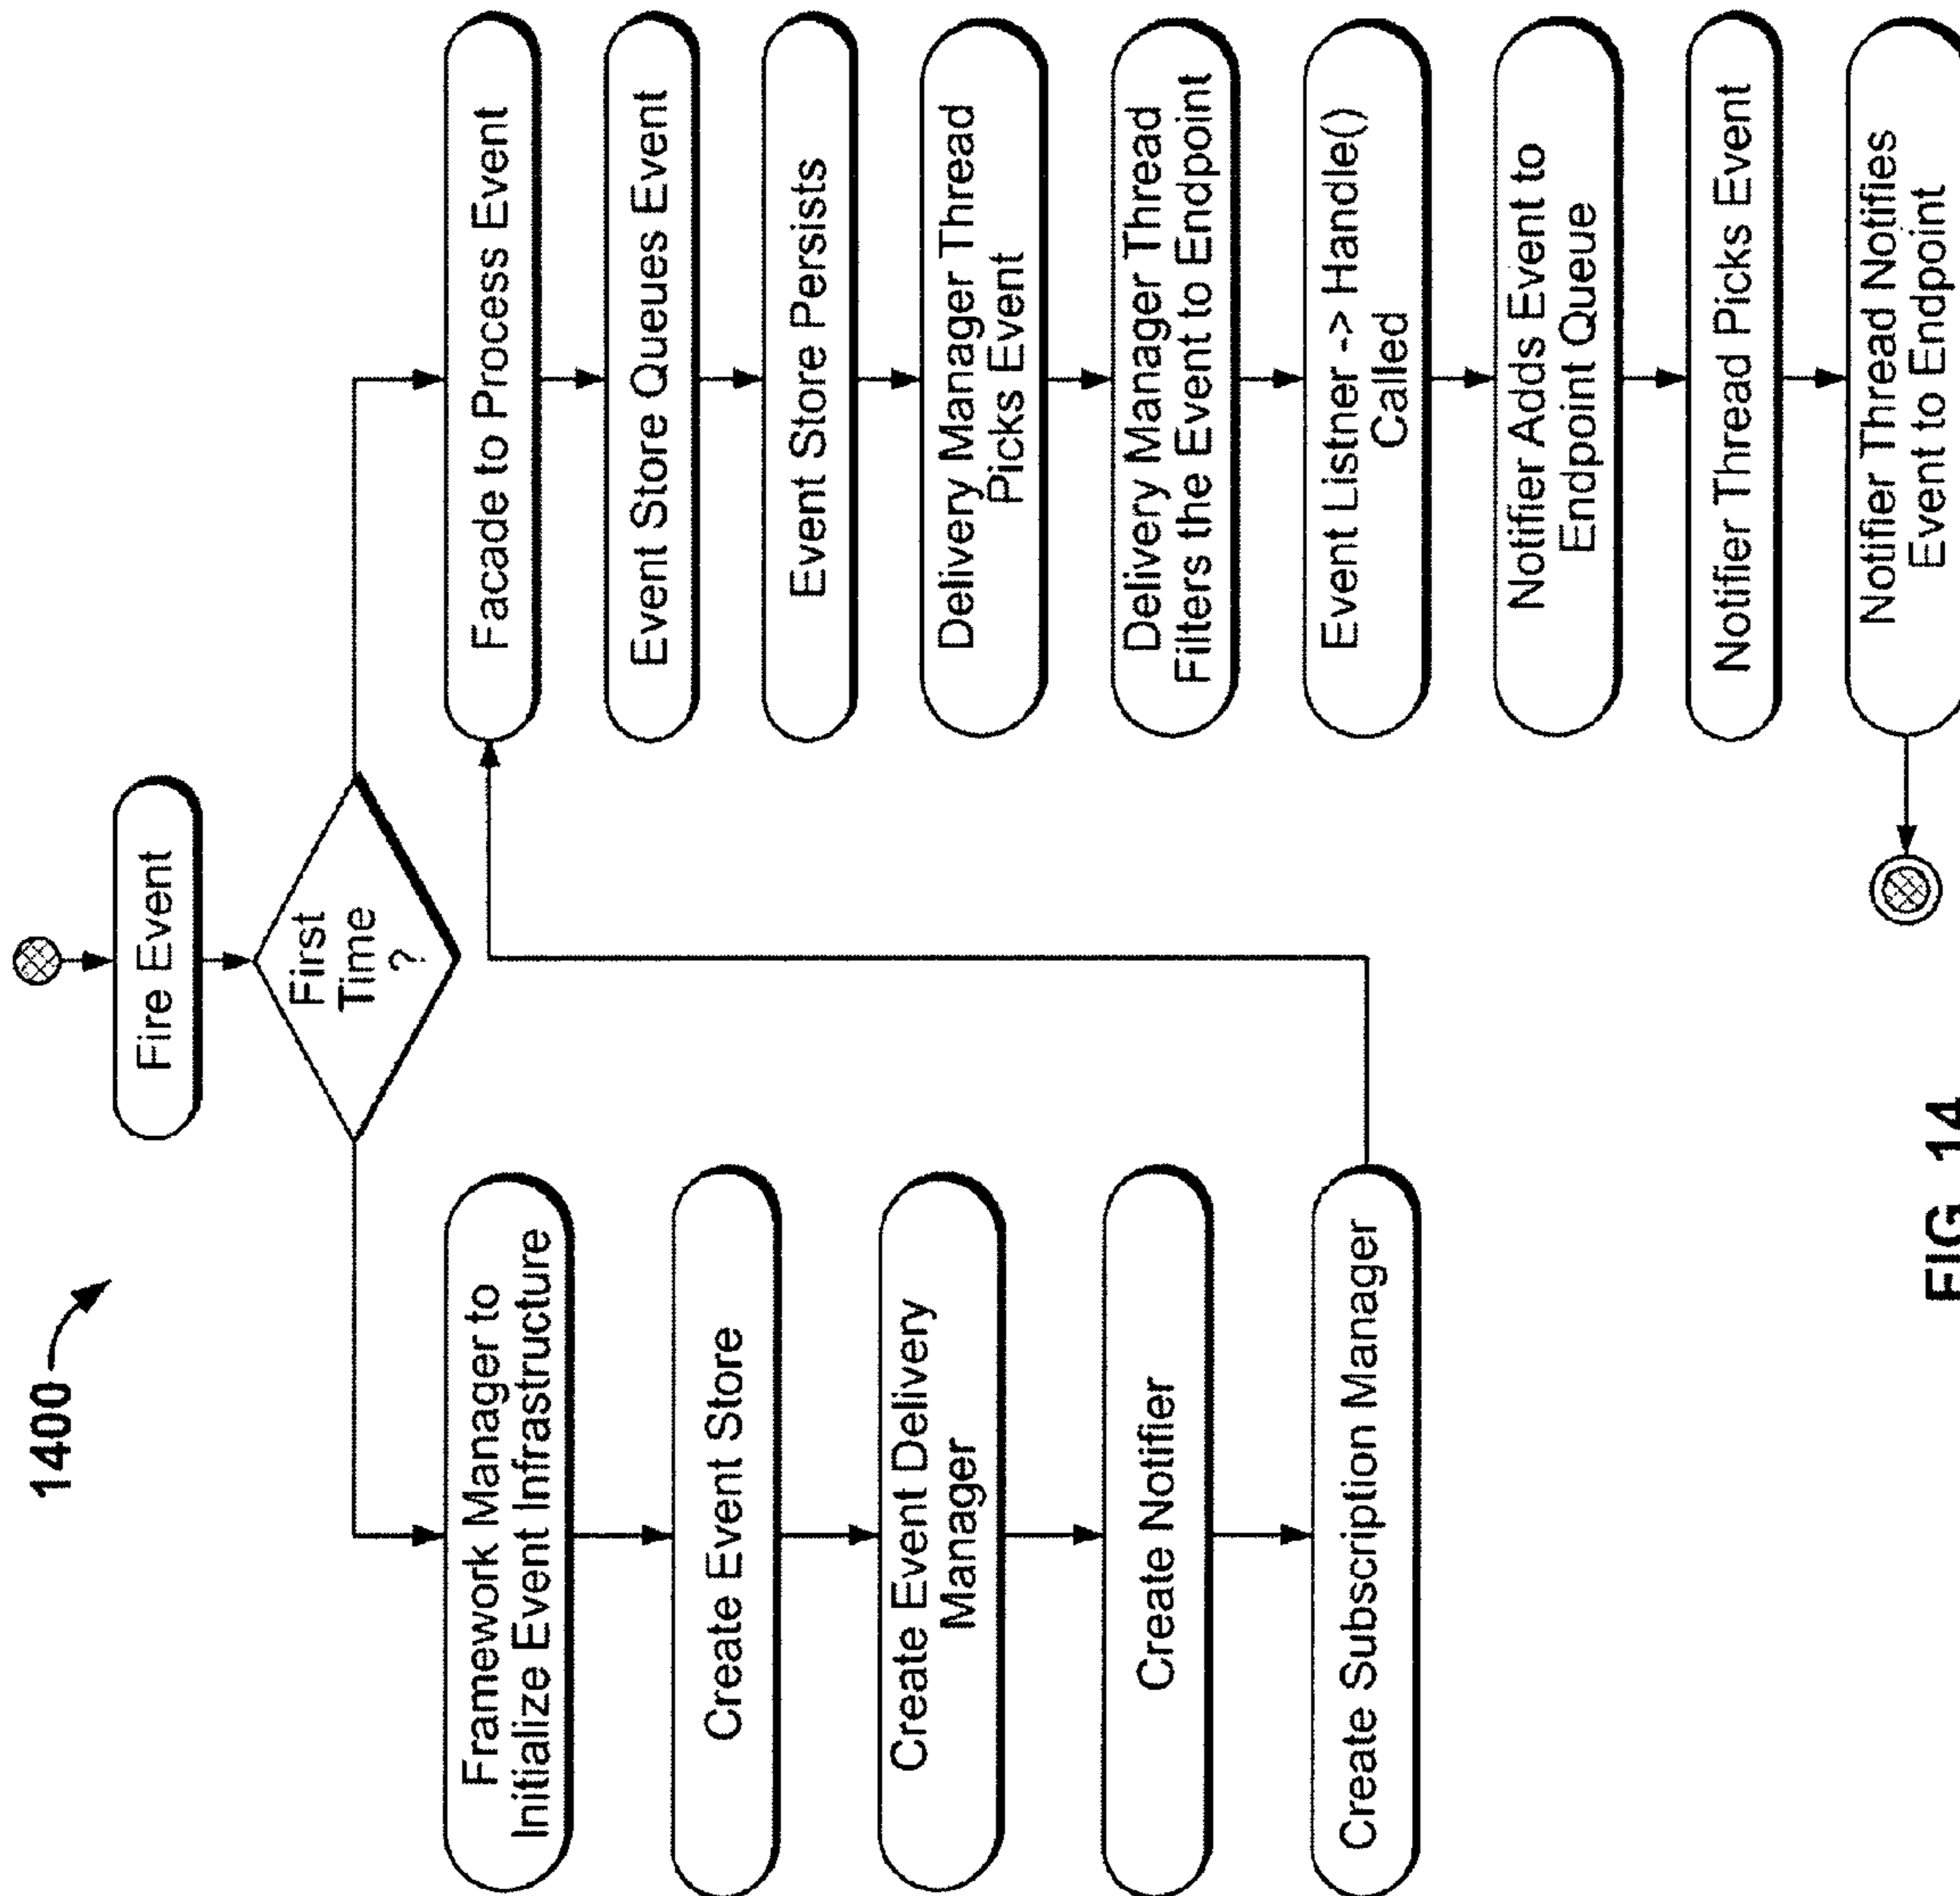 1400
Fire Event
First
Time
?
Framework Manager to
Initialize Event Infrastructure
Create Event Store
Create Event Delivery
Manager
Create Notifier
Create Subscription Manager
Facade to Process Event
Event Store Queues Event
Event Store Persists
Delivery Manager Thread
Picks Event
Delivery Manager Thread
Filters the Event to Endpoint
Event Listner -> Handle()
Called
Notifier Adds Event to
Endpoint Queue
Notifier Thread Picks Event
Notifier Thread Notifies
Event to Endpoint
FIG. 14